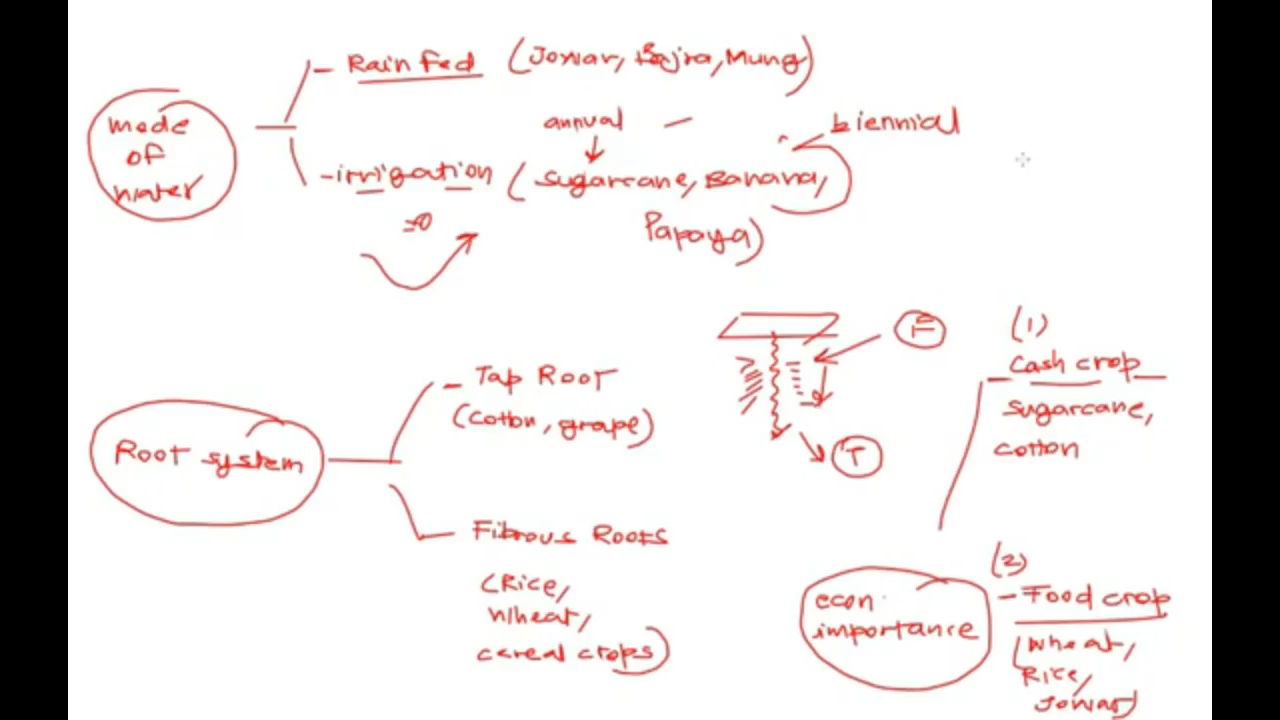 mode
of
water
- Rain fed (Jowar, Bajra, Mung)
annual -
biennial
- irrigation (sugarcane, Banana,
Papaya)
Root system
- Tap Root
(cotton, grape)
- Fibrous Roots
(Rice,
Wheat,
cereal crops)
F
T
econ
importance
(1)
- Cash crop -
sugarcane,
cotton
(2)
- Food crop
(Wheat,
Rice,
Jowar)